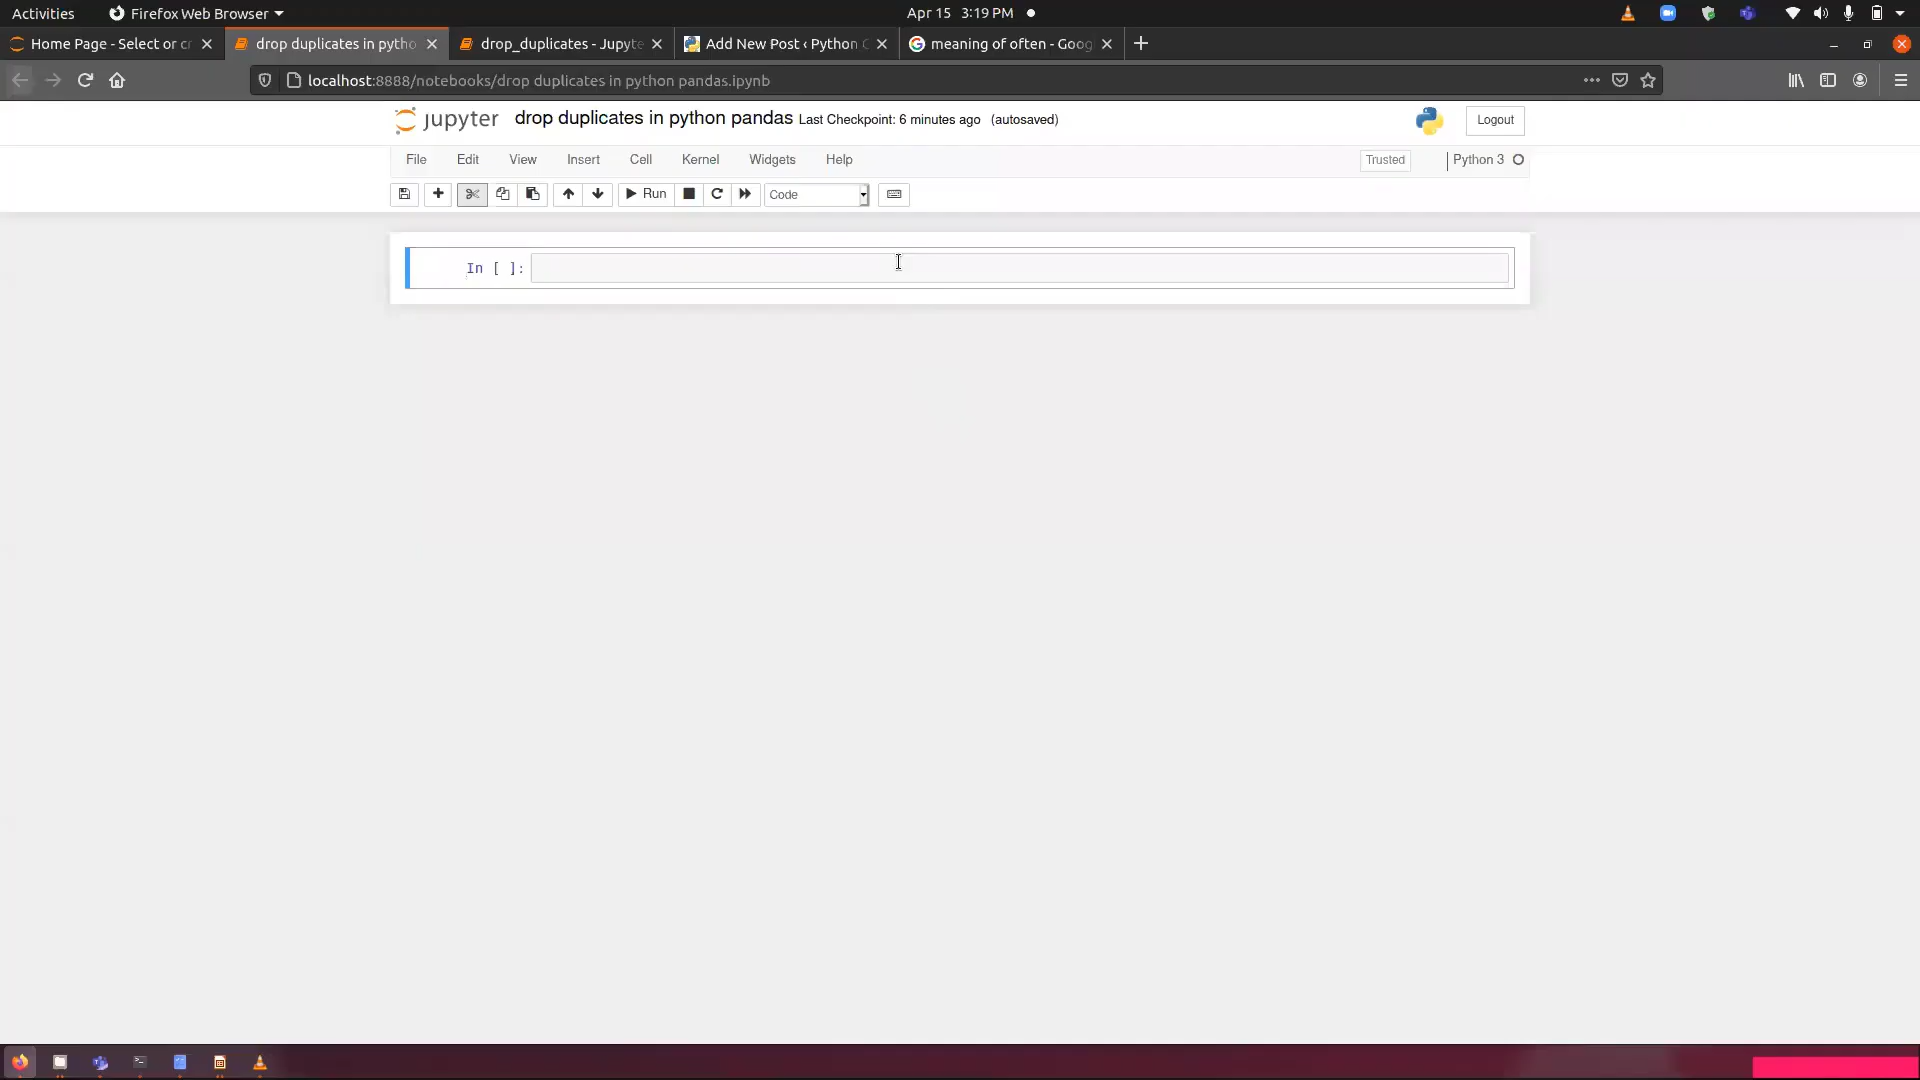 Activities
Firefox Web Browser
Apr 15 3:19 PM
Home Page - Select or cr
drop duplicates in pytho
drop_duplicates - Jupyte
Add New Post ‹ Python
meaning of often - Goog
localhost:8888/notebooks/drop duplicates in python pandas.ipynb
jupyter
drop duplicates in python pandas Last Checkpoint: 6 minutes ago (autosaved)
Logout
File Edit View Insert Cell Kernel Widgets Help
Trusted
Python 3
Run
Code
In [ ]: